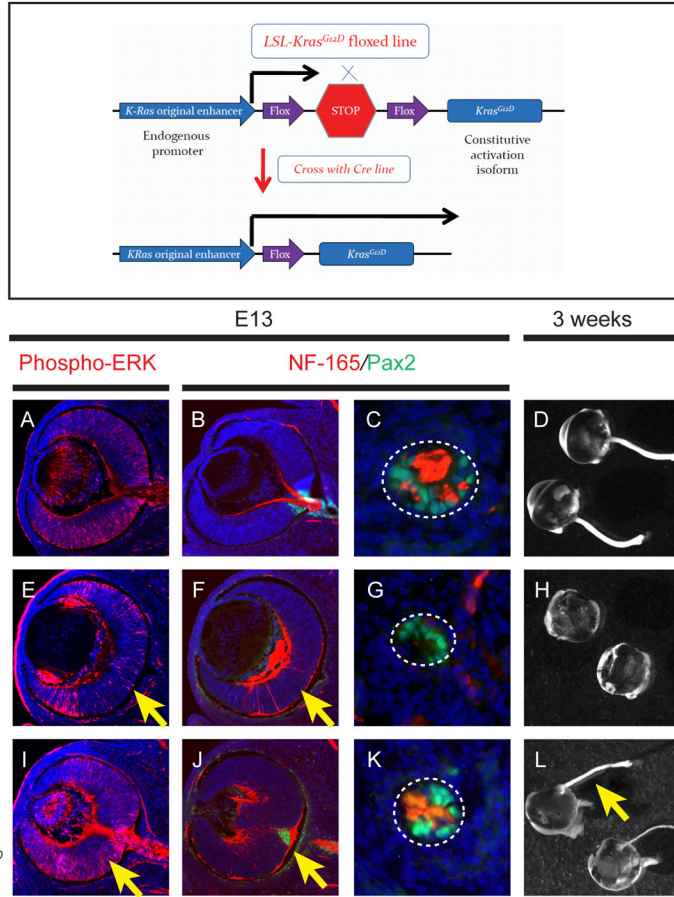 LSL-Kras^G12D floxed line
K-Ras original enhancer Flox STOP Flox Kras^G12D
Endogenous
promoter
Constitutive
activation
isoform
Cross with Cre line
KRas original enhancer Flox Kras^G12D
E13 3 weeks
Phospho-ERK NF-165/Pax2
A B C D
E F G H
I J K L